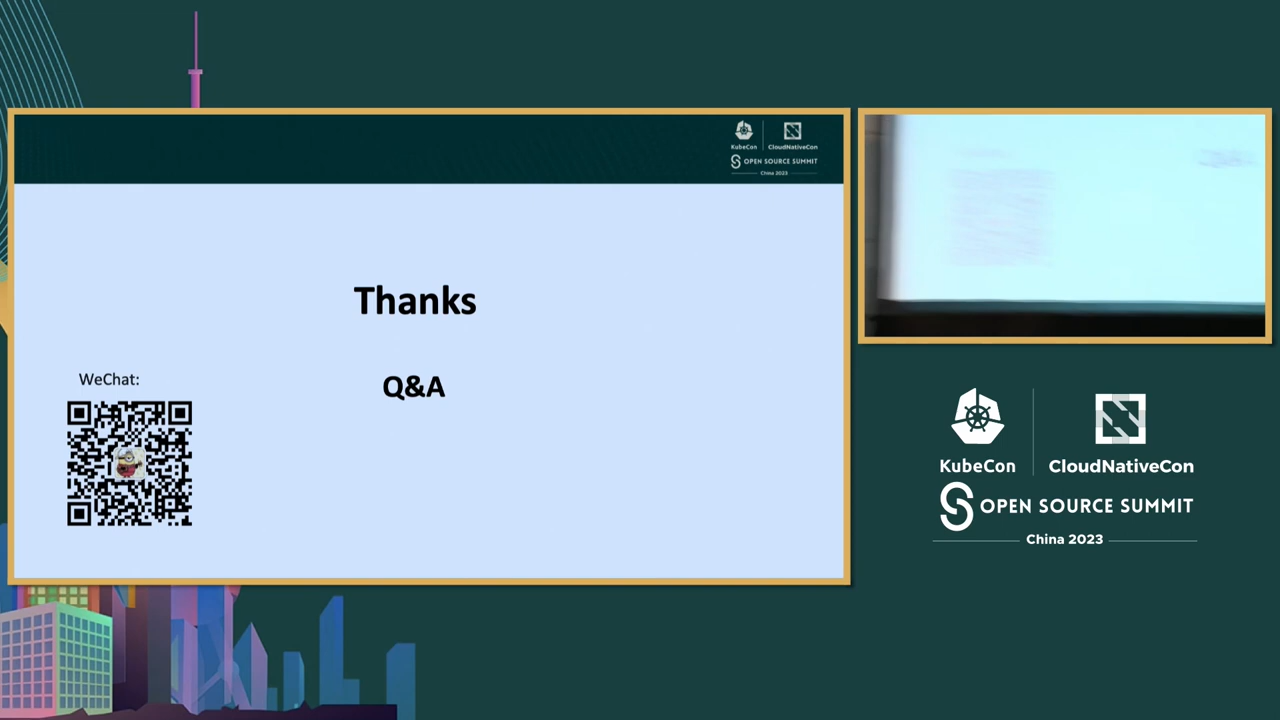 KubeCon
CloudNativeCon
OPEN SOURCE SUMMIT
China 2023
Thanks
Q&A
WeChat:
KubeCon
CloudNativeCon
OPEN SOURCE SUMMIT
China 2023